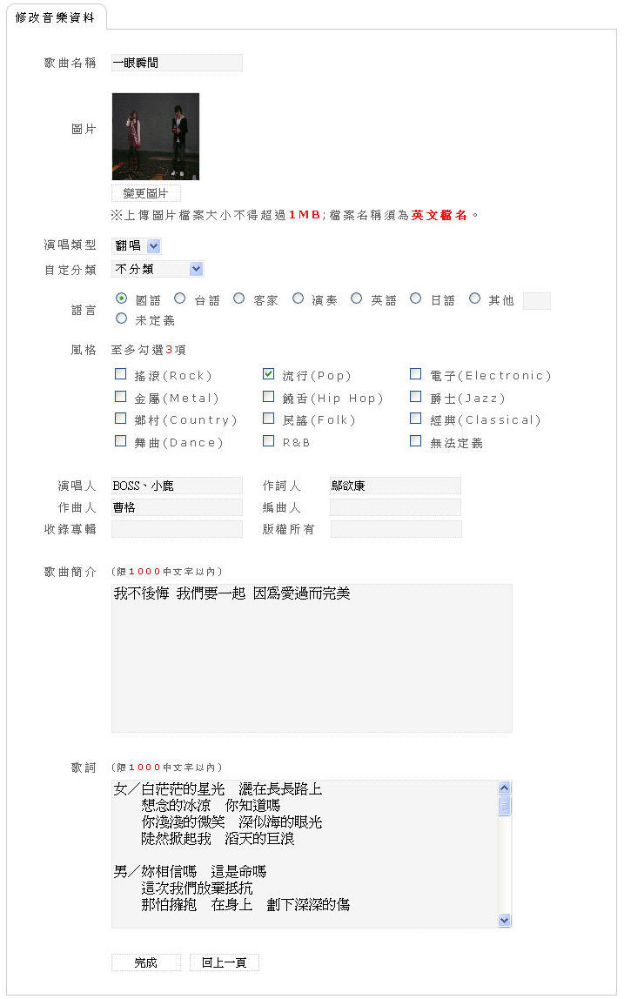 修改音樂資料
歌曲名稱 一眼瞬間
圖片
變更圖片
※上傳圖片檔案大小不得超過1MB;檔案名稱須為英文檔名。
演唱類型 翻唱
自定分類 不分類
語言 國語 台語 客家 演奏 英語 日語 其他
未定義
風格 至多勾選3項
搖滾(Rock) 流行(Pop) 電子(Electronic)
金屬(Metal) 饒舌(Hip Hop) 爵士(Jazz)
鄉村(Country) 民謠(Folk) 經典(Classical)
舞曲(Dance) R&B 無法定義
演唱人 BOSS、小鹿 作詞人 鄔欲康
作曲人 曹格 編曲人
收錄專輯 版權所有
歌曲簡介 (限1000中文字以內)
我不後悔 我們要一起 因為愛過而完美
歌詞 (限1000中文字以內)
女／白茫茫的星光 灑在長長路上
想念的冰涼 你知道嗎
你淺淺的微笑 深似海的眼光
陡然掀起我 滔天的巨浪
男／妳相信嗎 這是命嗎
這次我們放棄抵抗
那怕擁抱 在身上 劃下深深的傷
完成 回上一頁